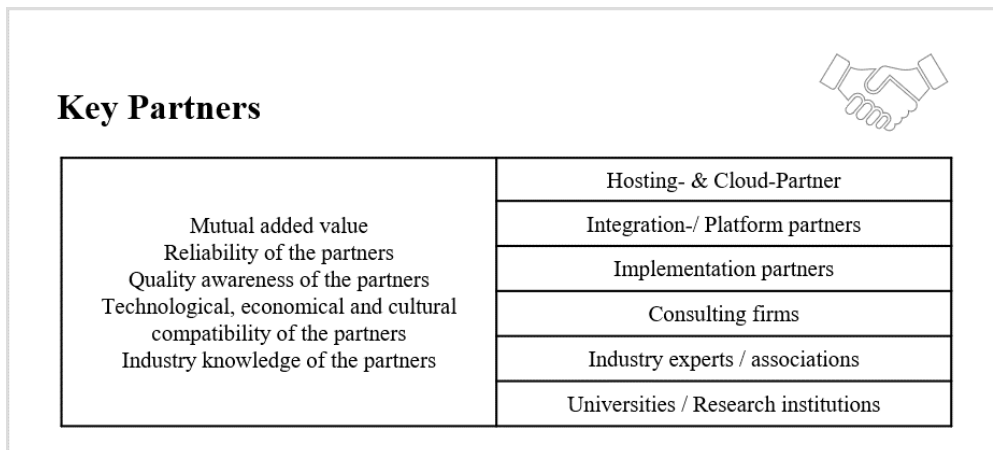 Key Partners
Mutual added value
Reliability of the partners
Quality awareness of the partners
Technological, economical and cultural
compatibility of the partners
Industry knowledge of the partners
Hosting- & Cloud-Partner
Integration-/ Platform partners
Implementation partners
Consulting firms
Industry experts / associations
Universities / Research institutions